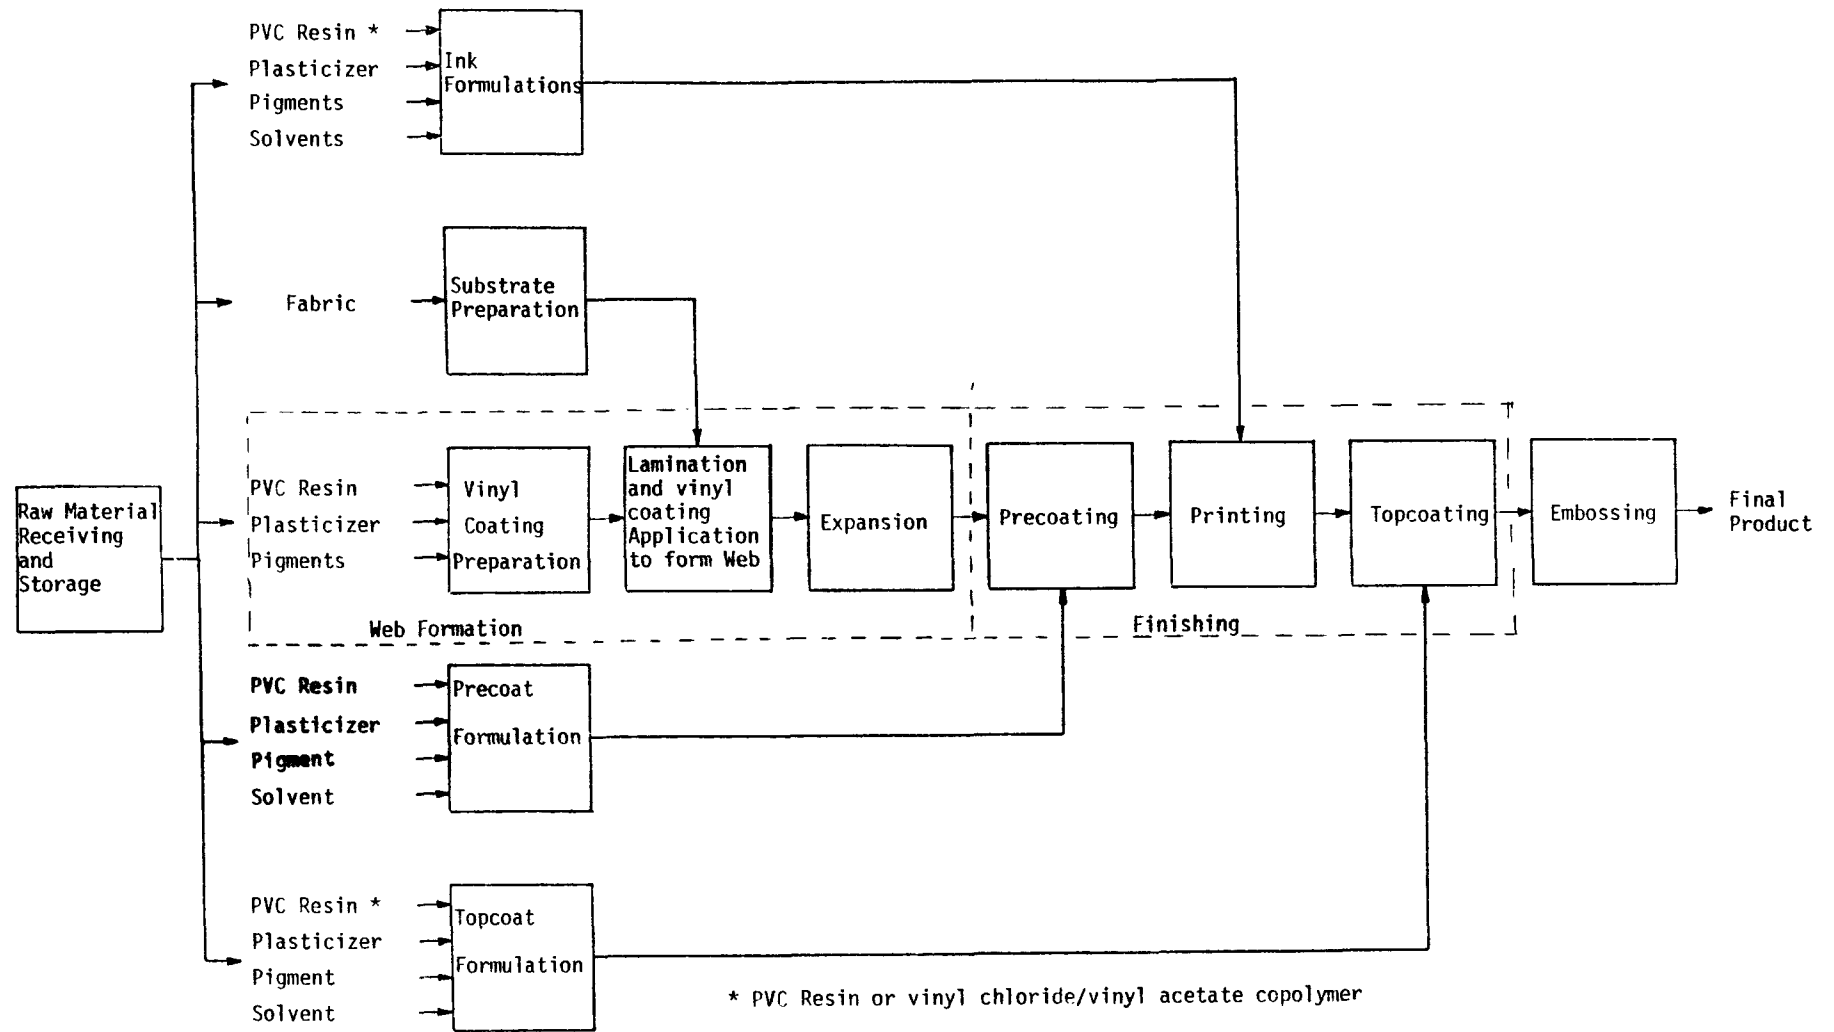 PVC Resin *
Plasticizer
Pigments
Solvents
Ink
Formulations
Fabric
Substrate
Preparation
Raw Material
Receiving
and
Storage
PVC Resin
Plasticizer
Pigments
Vinyl
Coating
Preparation
Lamination
and vinyl
coating
Application
to form Web
Expansion
Precoating
Printing
Topcoating
Embossing
Final
Product
Web Formation
Finishing
PVC Resin
Plasticizer
Pigment
Solvent
Precoat
Formulation
PVC Resin *
Plasticizer
Pigment
Solvent
Topcoat
Formulation
* PVC Resin or vinyl chloride/vinyl acetate copolymer